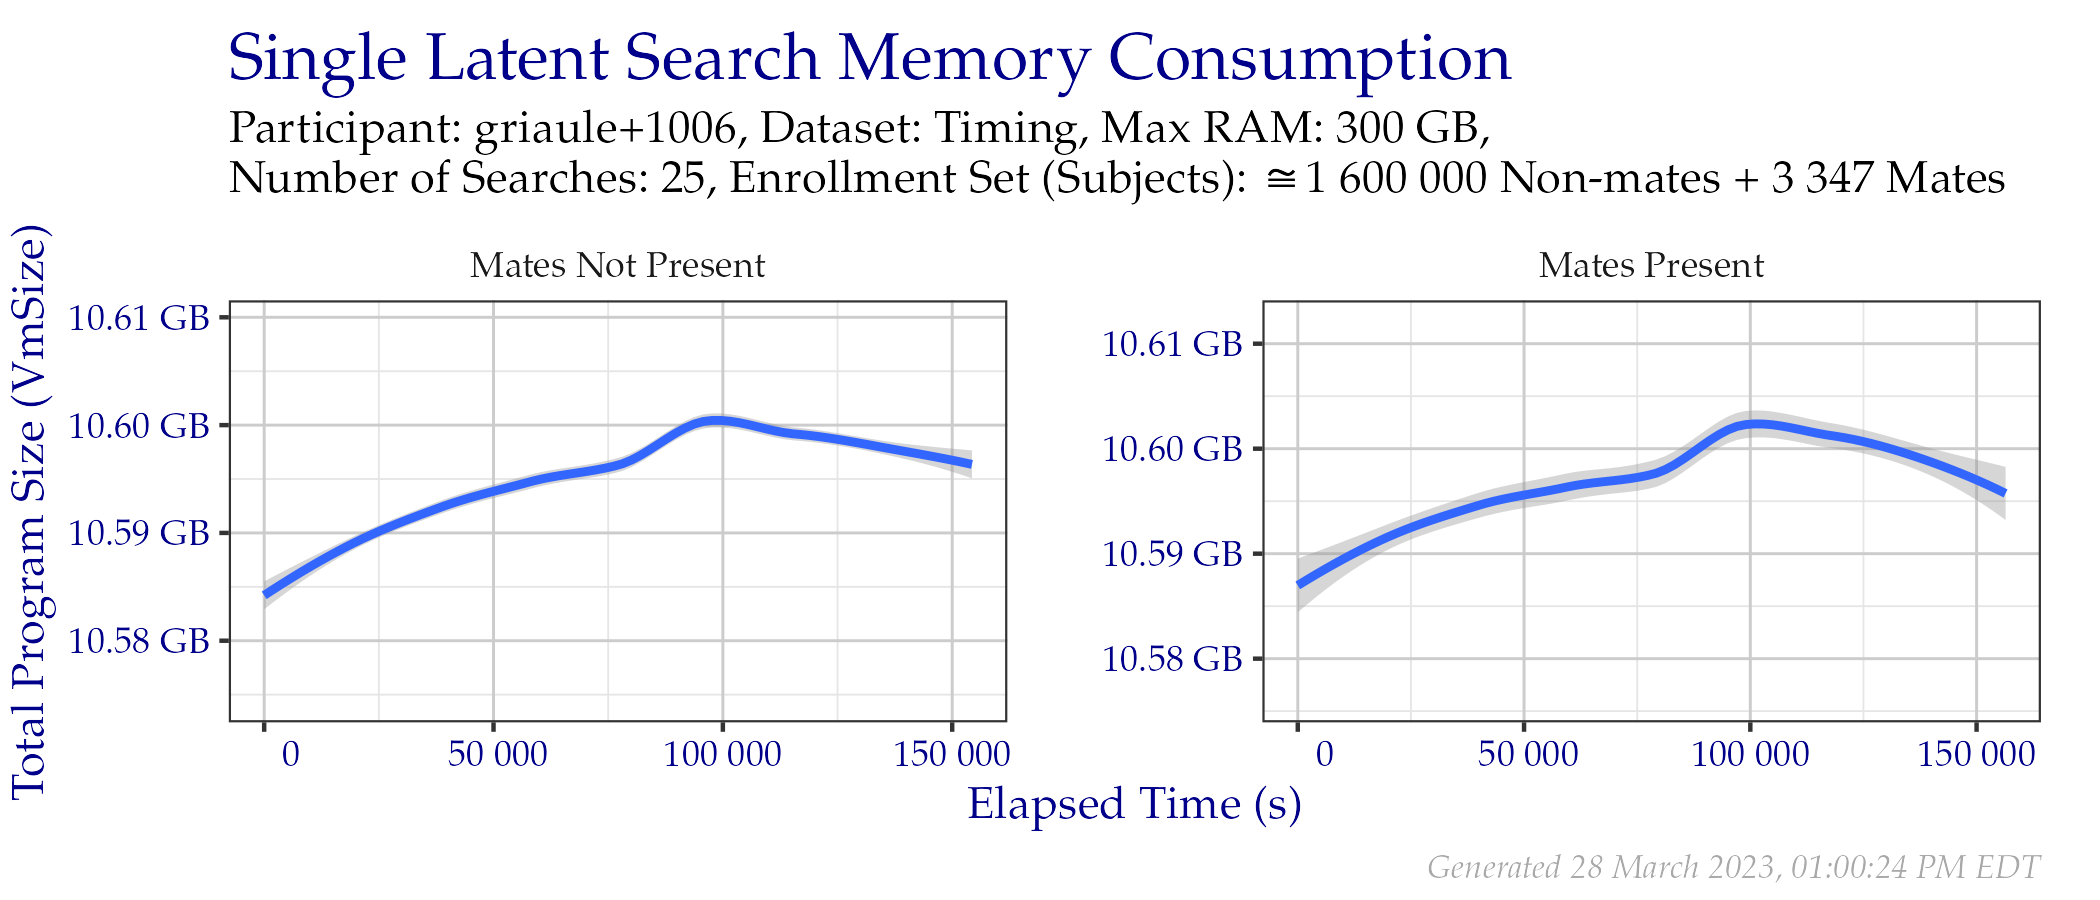 Single Latent Search Memory Consumption
Participant: griaule+1006, Dataset: Timing, Max RAM: 300 GB,
Number of Searches: 25, Enrollment Set (Subjects): ≅ 1 600 000 Non-mates + 3 347 Mates
Total Program Size (VmSize)
Mates Not Present
10.61 GB
10.60 GB
10.59 GB
10.58 GB
0 50 000 100 000 150 000
Mates Present
10.61 GB
10.60 GB
10.59 GB
10.58 GB
0 50 000 100 000 150 000
Elapsed Time (s)
Generated 28 March 2023, 01:00:24 PM EDT